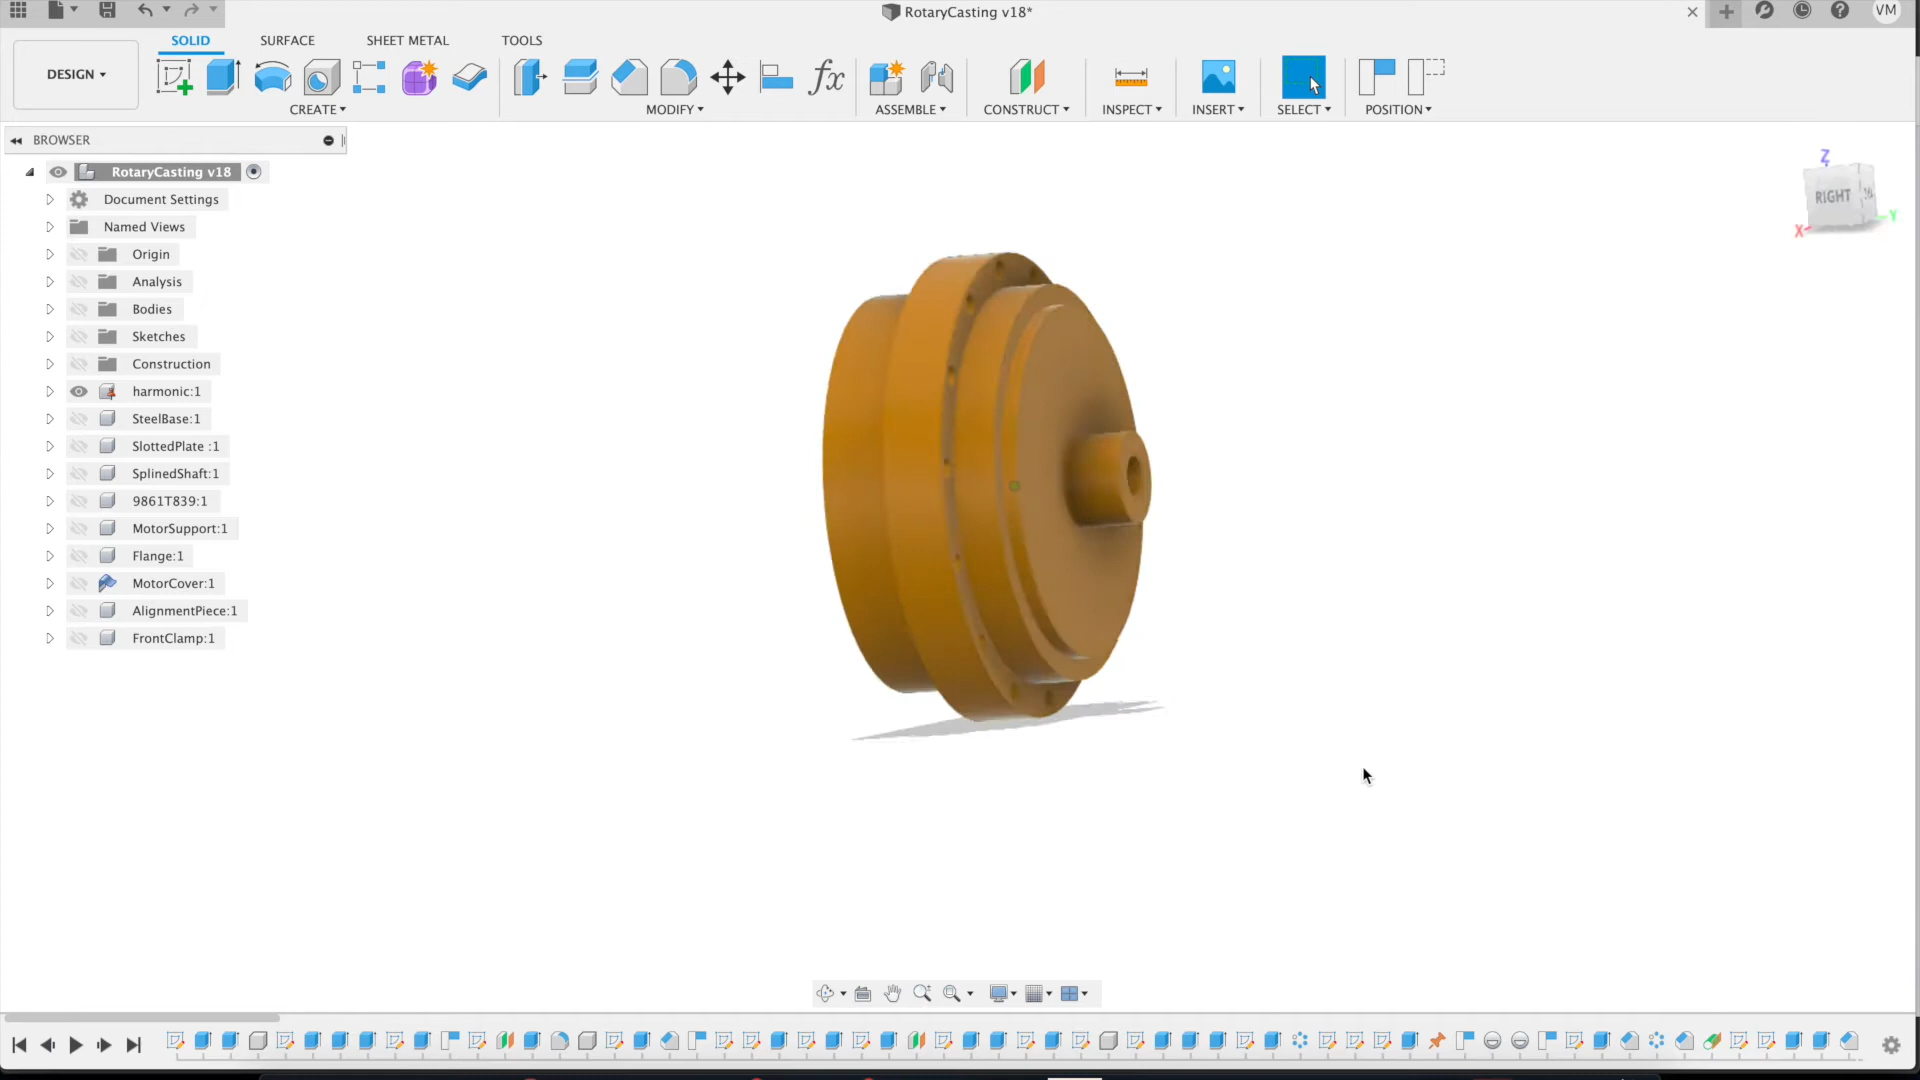 RotaryCasting v18*
VM
SOLID
SURFACE
SHEET METAL
TOOLS
DESIGN
fx
CREATE
MODIFY
ASSEMBLE
CONSTRUCT
INSPECT
INSERT
SELECT
POSITION
BROWSER
RotaryCasting v18
Document Settings
Named Views
Origin
Analysis
Bodies
Sketches
Construction
harmonic:1
SteelBase:1
SlottedPlate :1
SplinedShaft:1
9861T839:1
MotorSupport:1
Flange:1
MotorCover:1
AlignmentPiece:1
FrontClamp:1
Z
RIGHT
Y
X